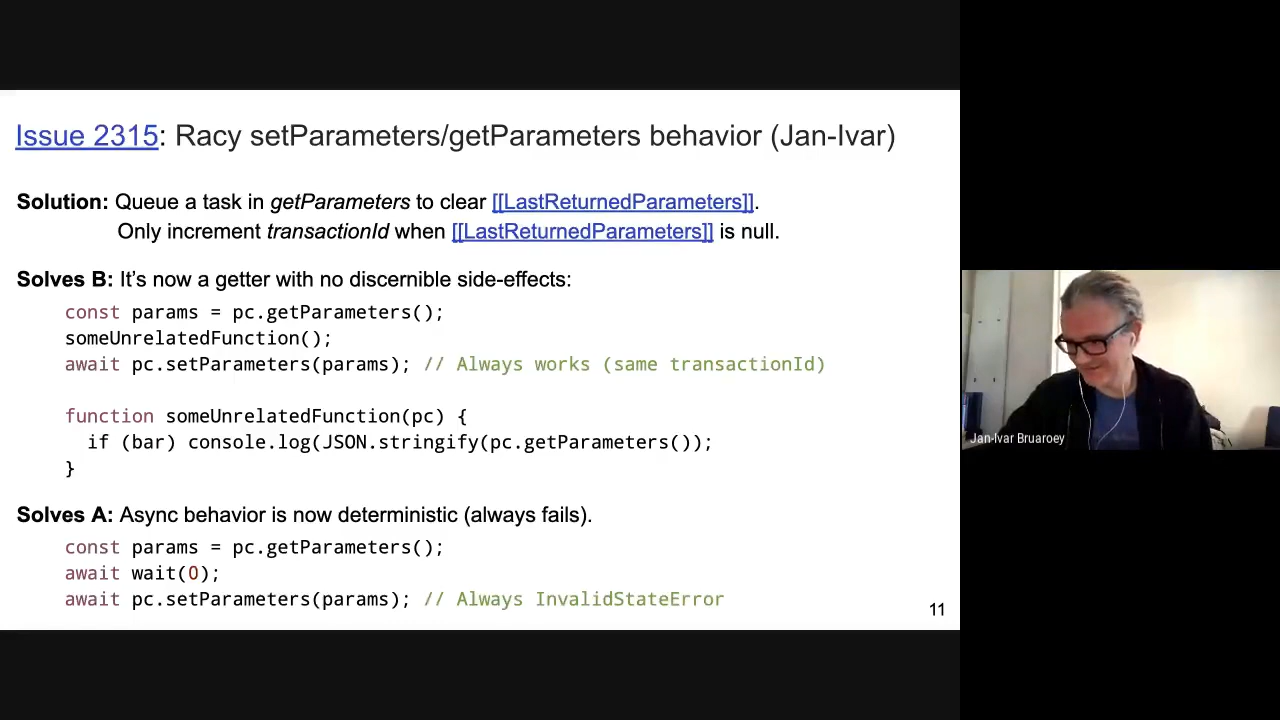 Issue 2315: Racy setParameters/getParameters behavior (Jan-Ivar)
Solution: Queue a task in getParameters to clear [[LastReturnedParameters]].
Only increment transactionId when [[LastReturnedParameters]] is null.
Solves B: It's now a getter with no discernible side-effects:
const params = pc.getParameters();
someUnrelatedFunction();
await pc.setParameters(params); // Always works (same transactionId)
function someUnrelatedFunction(pc) {
if (bar) console.log(JSON.stringify(pc.getParameters());
}
Solves A: Async behavior is now deterministic (always fails).
const params = pc.getParameters();
await wait(0);
await pc.setParameters(params); // Always InvalidStateError
11
Jan-Ivar Bruaroey